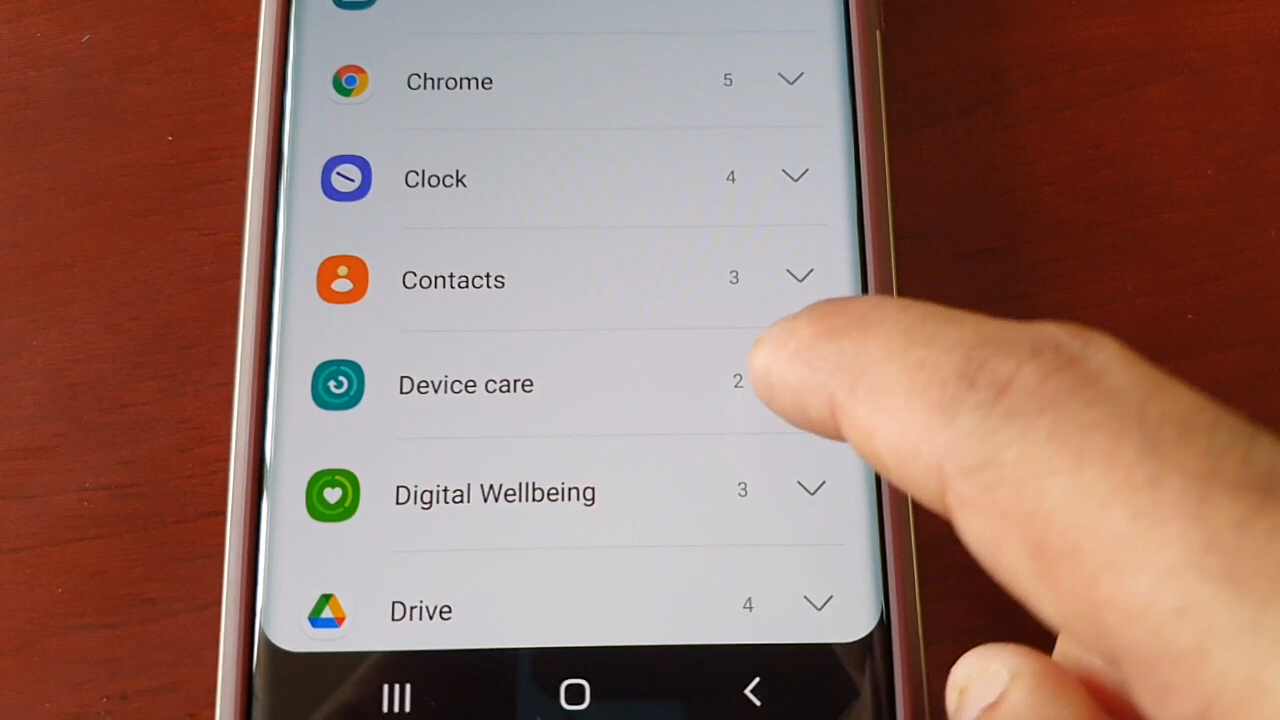 Chrome 5
Clock 4
Contacts 3
Device care 2
Digital Wellbeing 3
Drive 4